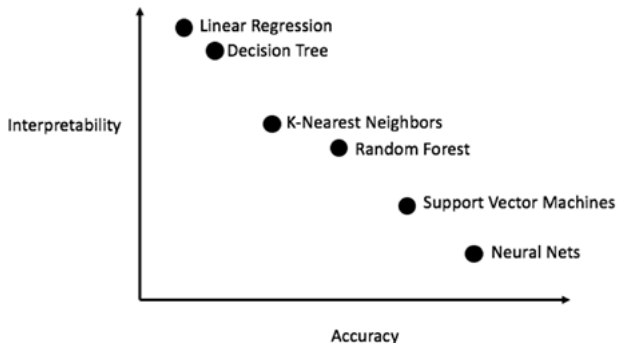 Linear Regression
Decision Tree
Interpretability
K-Nearest Neighbors
Random Forest
Support Vector Machines
Neural Nets
Accuracy